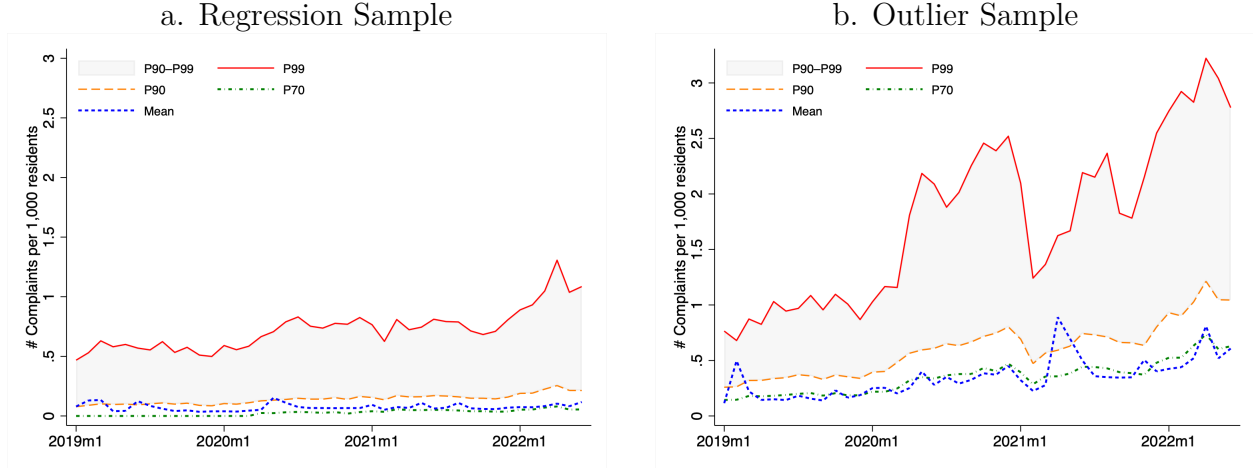 a. Regression Sample
# Complaints per 1,000 residents
3
2.5
2
1.5
1
.5
0
P90–P99 P99
P90 P70
Mean
2019m1 2020m1 2021m1 2022m1
b. Outlier Sample
# Complaints per 1,000 residents
3
2.5
2
1.5
1
.5
0
P90–P99 P99
P90 P70
Mean
2019m1 2020m1 2021m1 2022m1